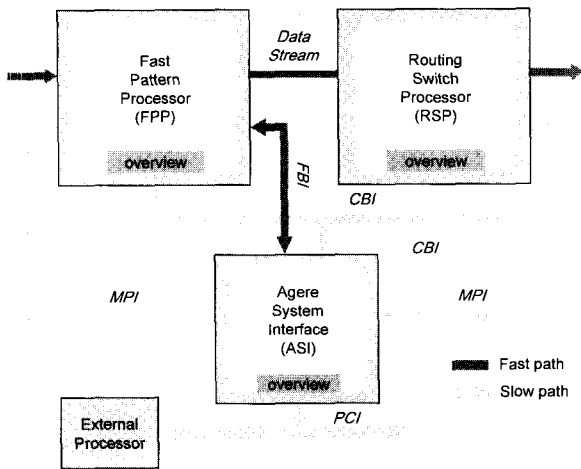 Data
Stream
Fast
Pattern
Processor
(FPP)
overview
Routing
Switch
Processor
(RSP)
overview
FBI
CBI
CBI
MPI
Agere
System
Interface
(ASI)
overview
MPI
Fast path
Slow path
PCI
External
Processor